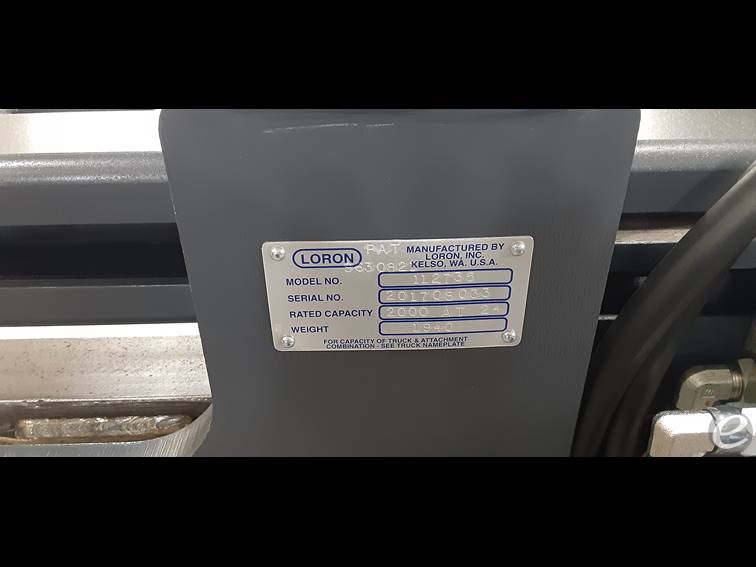 LORON
PAT
MANUFACTURED BY
LORON, INC.
KELSO, WA. U.S.A.
MODEL NO. 112735
SERIAL NO.
RATED CAPACITY 2000 AT 24
WEIGHT 1940
FOR CAPACITY OF TRUCK & ATTACHMENT
COMBINATION - SEE TRUCK NAMEPLATE
e